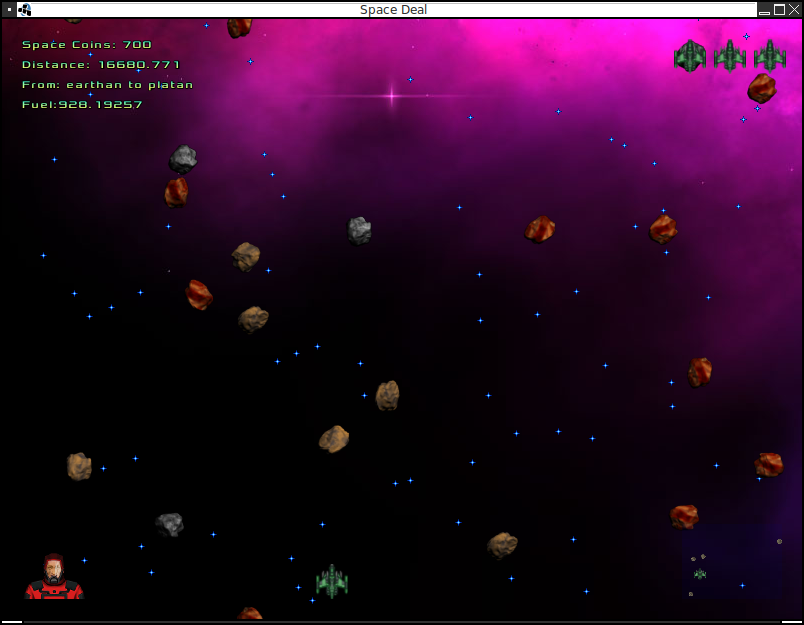 Space Deal
Space Coins: 700
Distance: 16680.771
From: earthan to platan
Fuel:928.19257